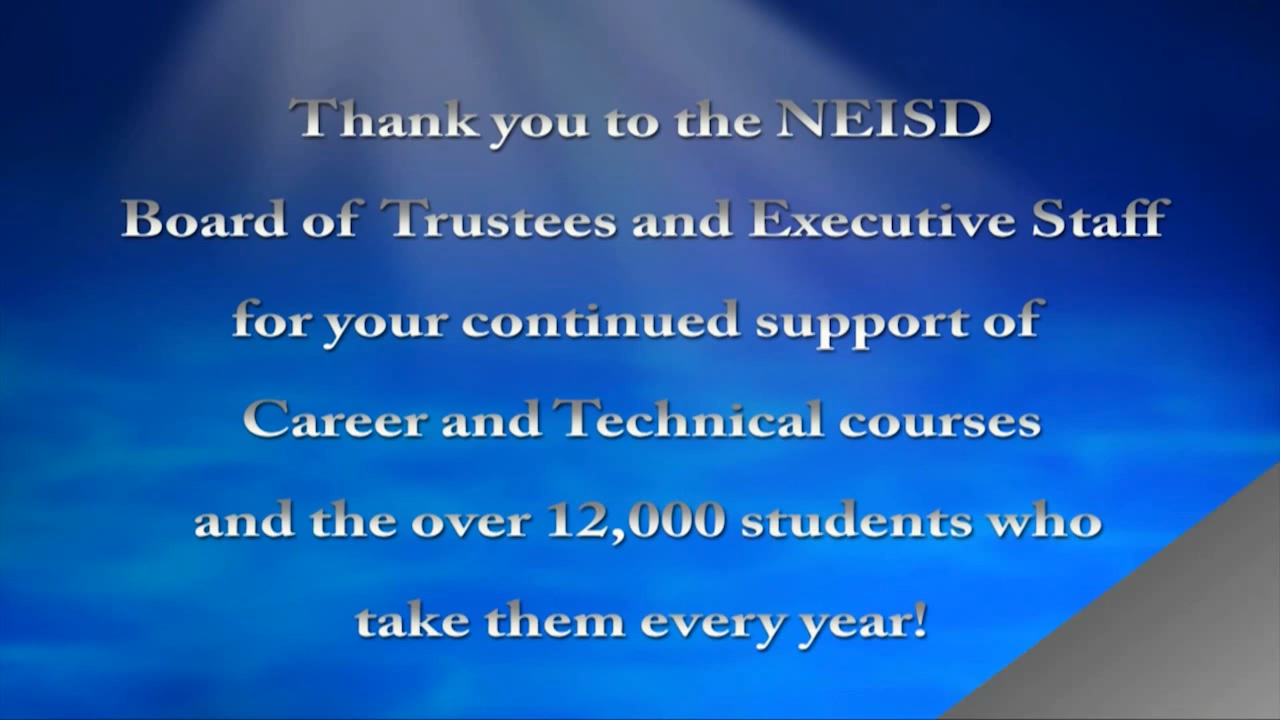 Thank you to the NEISD
Board of Trustees and Executive Staff
for your continued support of
Career and Technical courses
and the over 12,000 students who
take them every year!